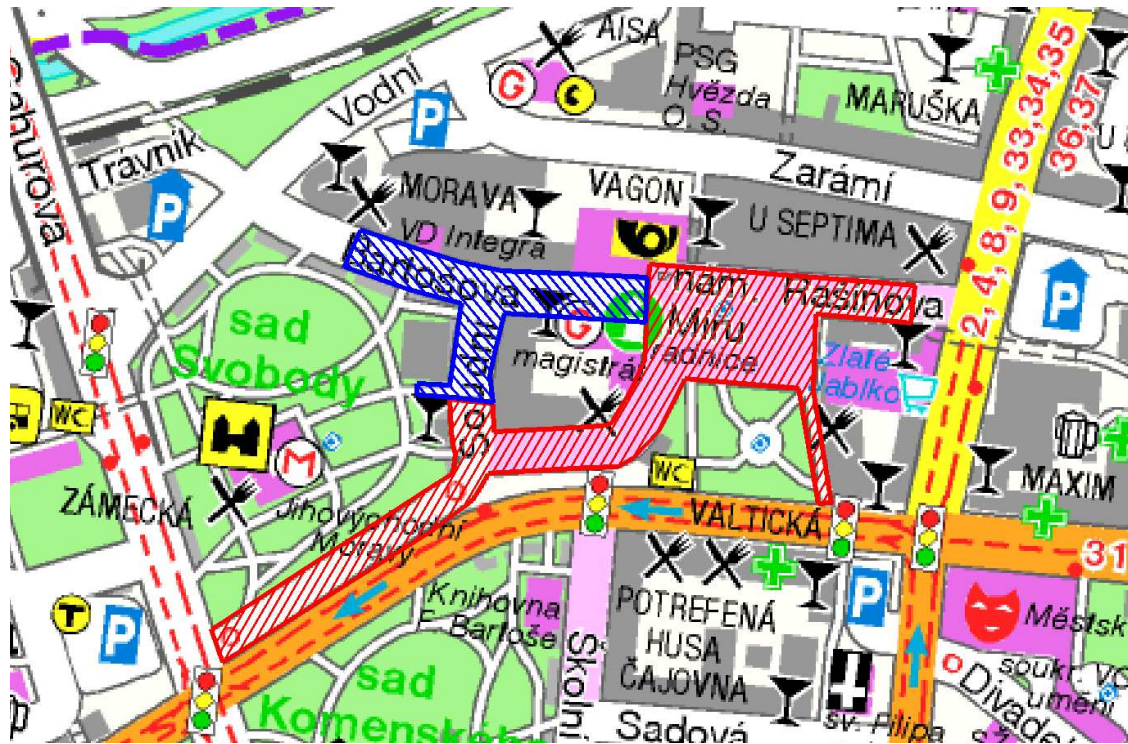 AISA
PSG
Hvězda
O. S.
MARUŠKA
33,34,35
2, 4, 8, 9,
36,37
Vodní
Trávník
Zarámí
MORAVA
VAGON
U SEPTIMA
VD Integra
Bartošova
nám.
Míru
Rašínova
radnice
magistrát
Zlaté
Jablko
sad
Svobody
WC
ZÁMECKÁ
Jihovýchodní
Moravy
WC
VALTICKÁ
MAXIM
31
P
P
P
P
G
G
M
T
Knihovna
F. Bartoše
Školní
POTREFENÁ
HUSA
ČAJOVNA
Sadová
sv. Filipa
sad
Komenského
Městsk
soukr. VO
umění
Divade